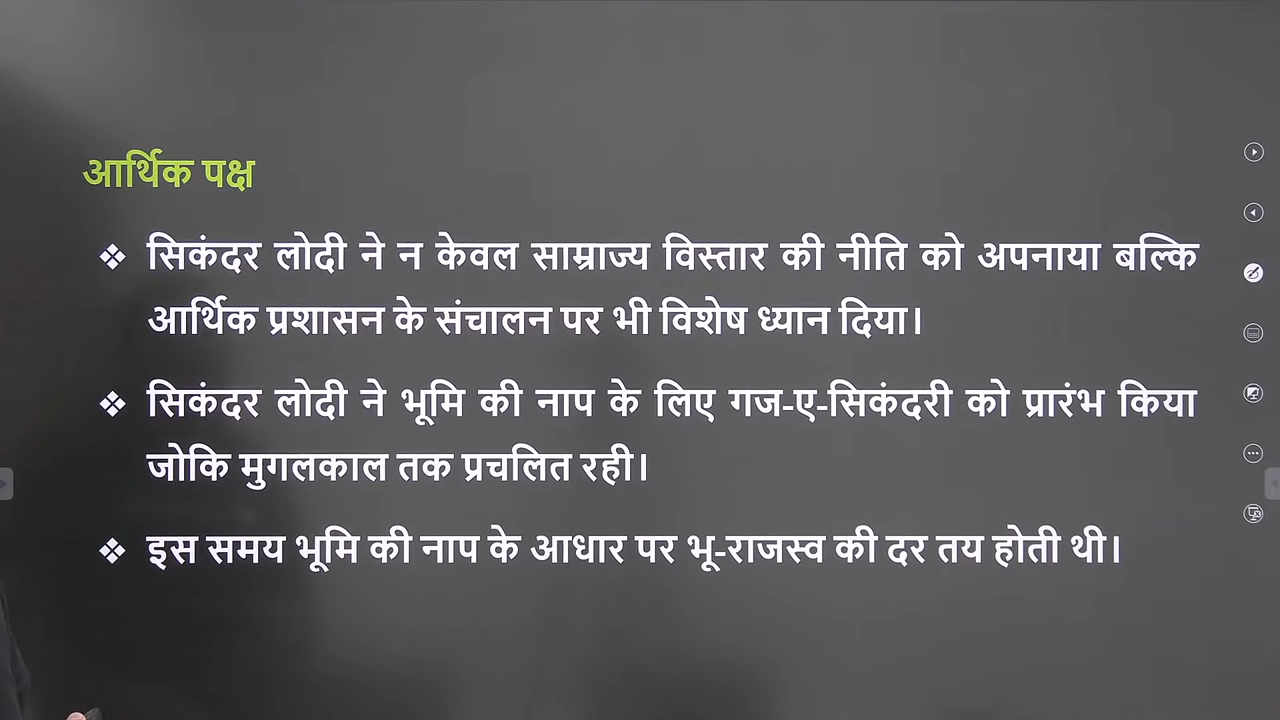 आर्थिक पक्ष
❖ सिकंदर लोदी ने न केवल साम्राज्य विस्तार की नीति को अपनाया बल्कि
आर्थिक प्रशासन के संचालन पर भी विशेष ध्यान दिया।
❖ सिकंदर लोदी ने भूमि की नाप के लिए गज-ए-सिकंदरी को प्रारंभ किया
जोकि मुगलकाल तक प्रचलित रही।
❖ इस समय भूमि की नाप के आधार पर भू-राजस्व की दर तय होती थी।